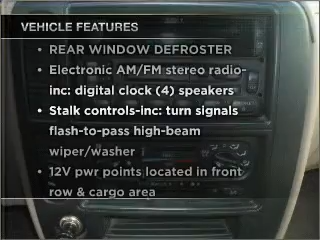 VEHICLE FEATURES
• REAR WINDOW DEFROSTER
• Electronic AM/FM stereo radio-
inc: digital clock (4) speakers
• Stalk controls-inc: turn signals
flash-to-pass high-beam
wiper/washer
• 12V pwr points located in front
row & cargo area